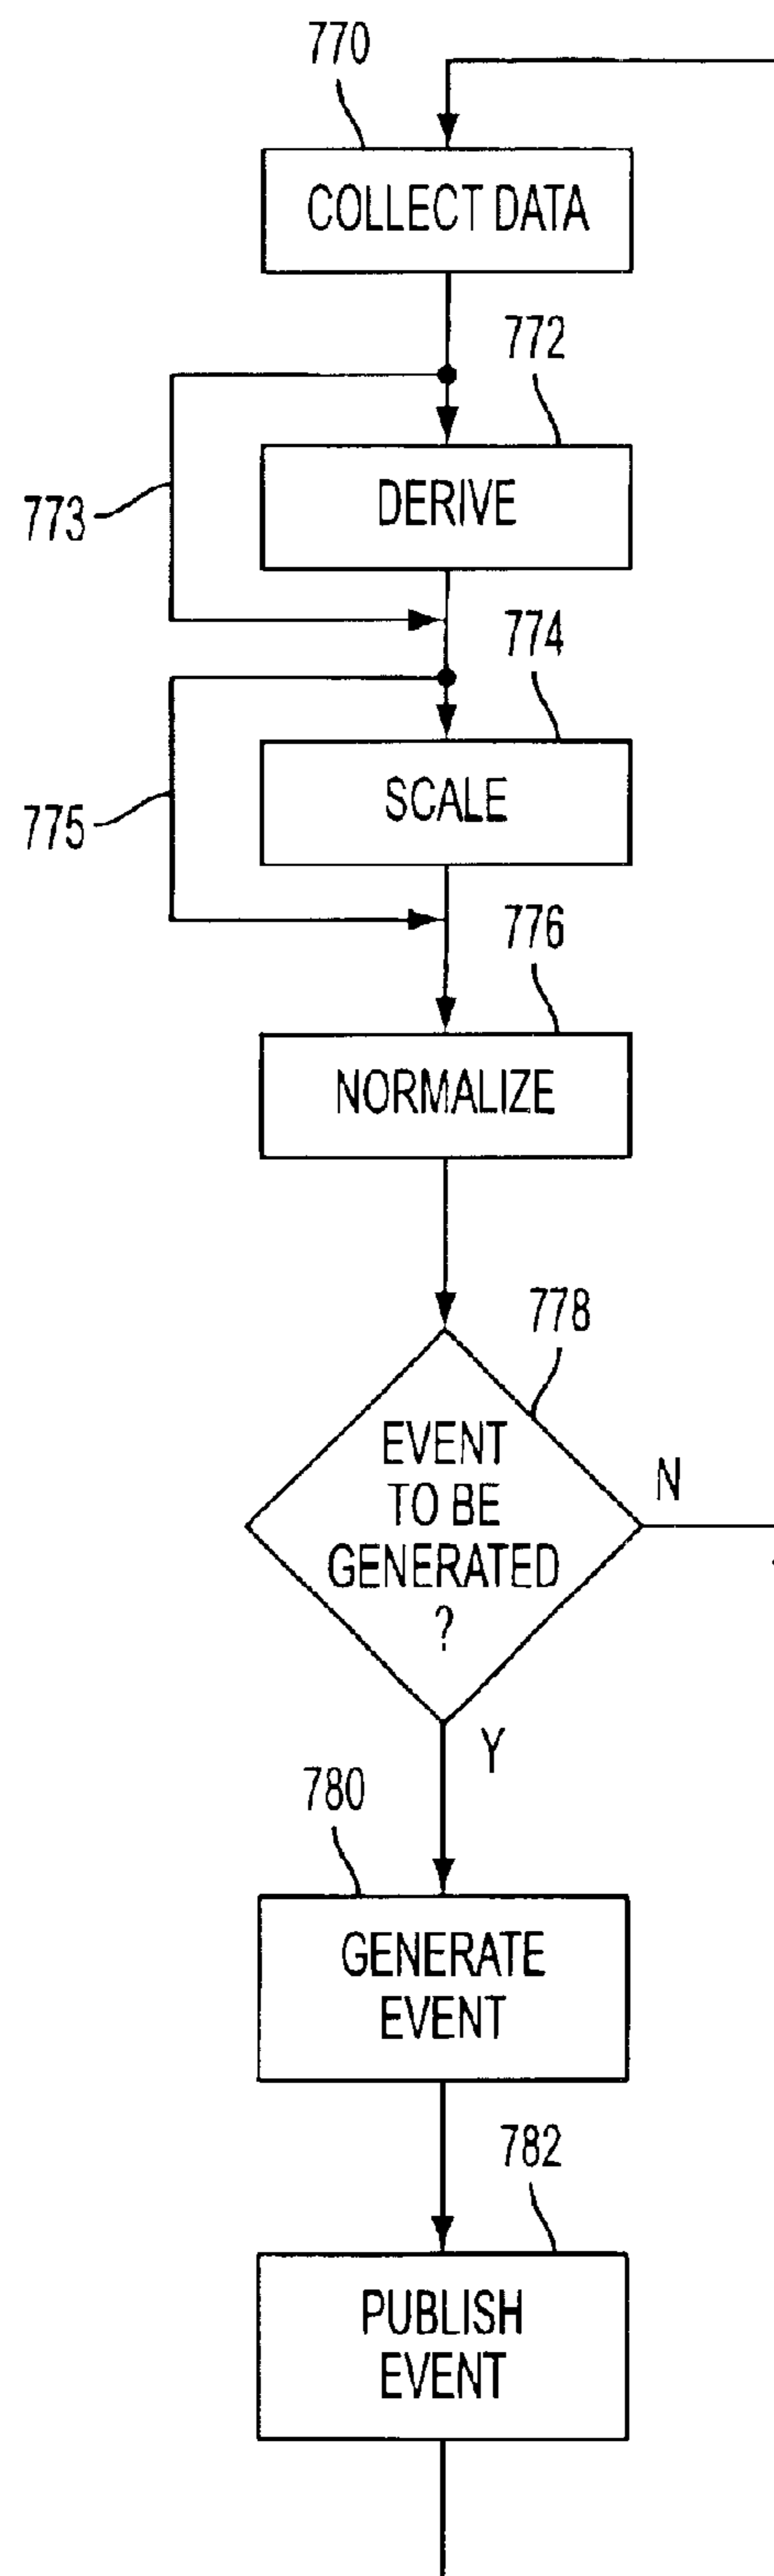 770
COLLECT DATA
772
DERIVE
773
774
SCALE
775
776
NORMALIZE
778
EVENT
TO BE
GENERATED
?
N
Y
780
GENERATE
EVENT
782
PUBLISH
EVENT